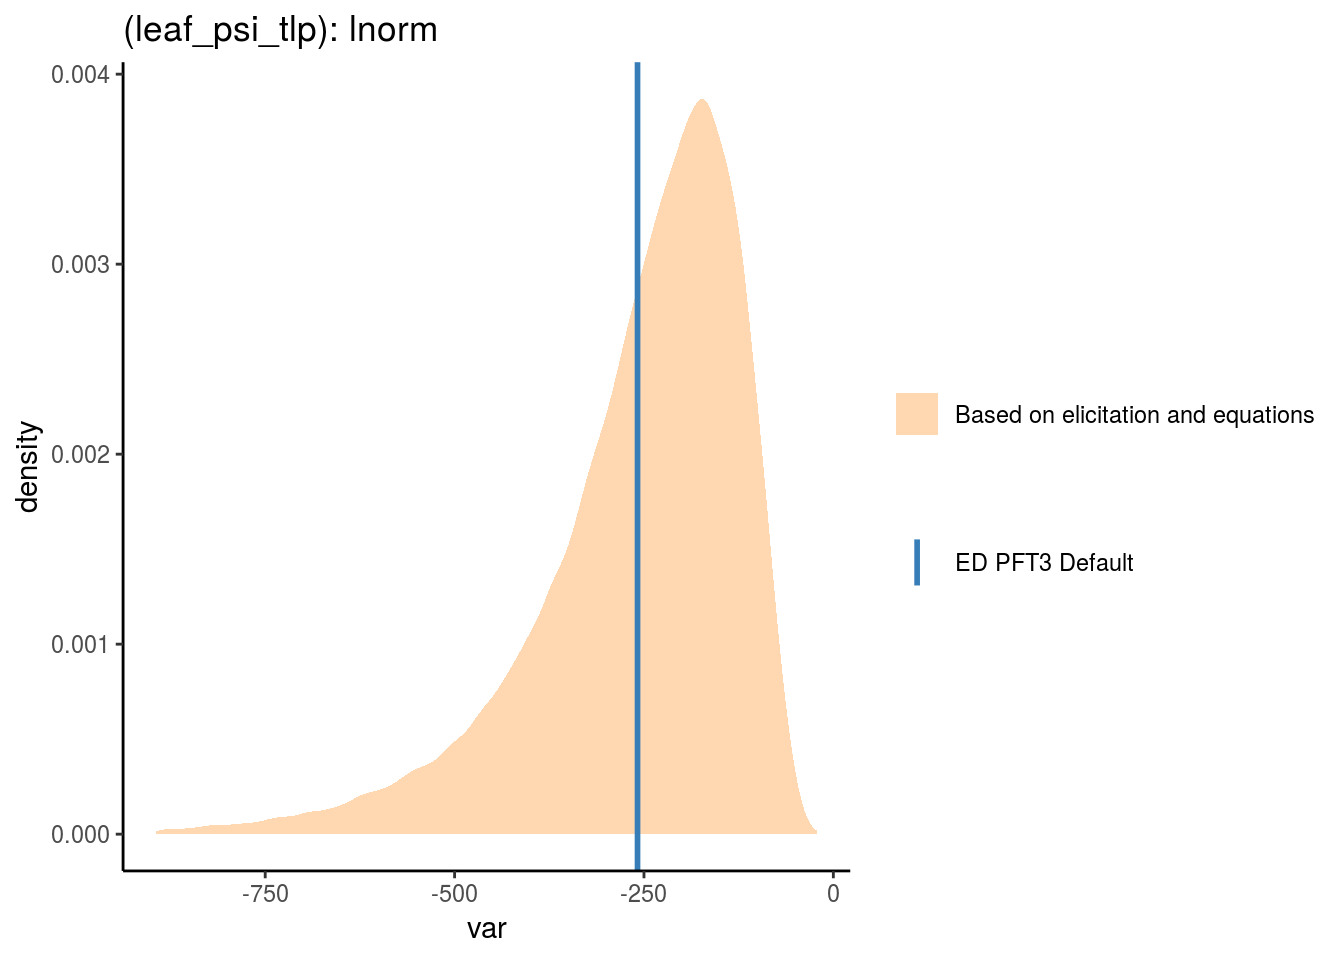 (leaf_psi_tlp): lnorm
0.004
0.003
0.002
0.001
0.000
density
-750
-500
-250
0
var
Based on elicitation and equations
ED PFT3 Default